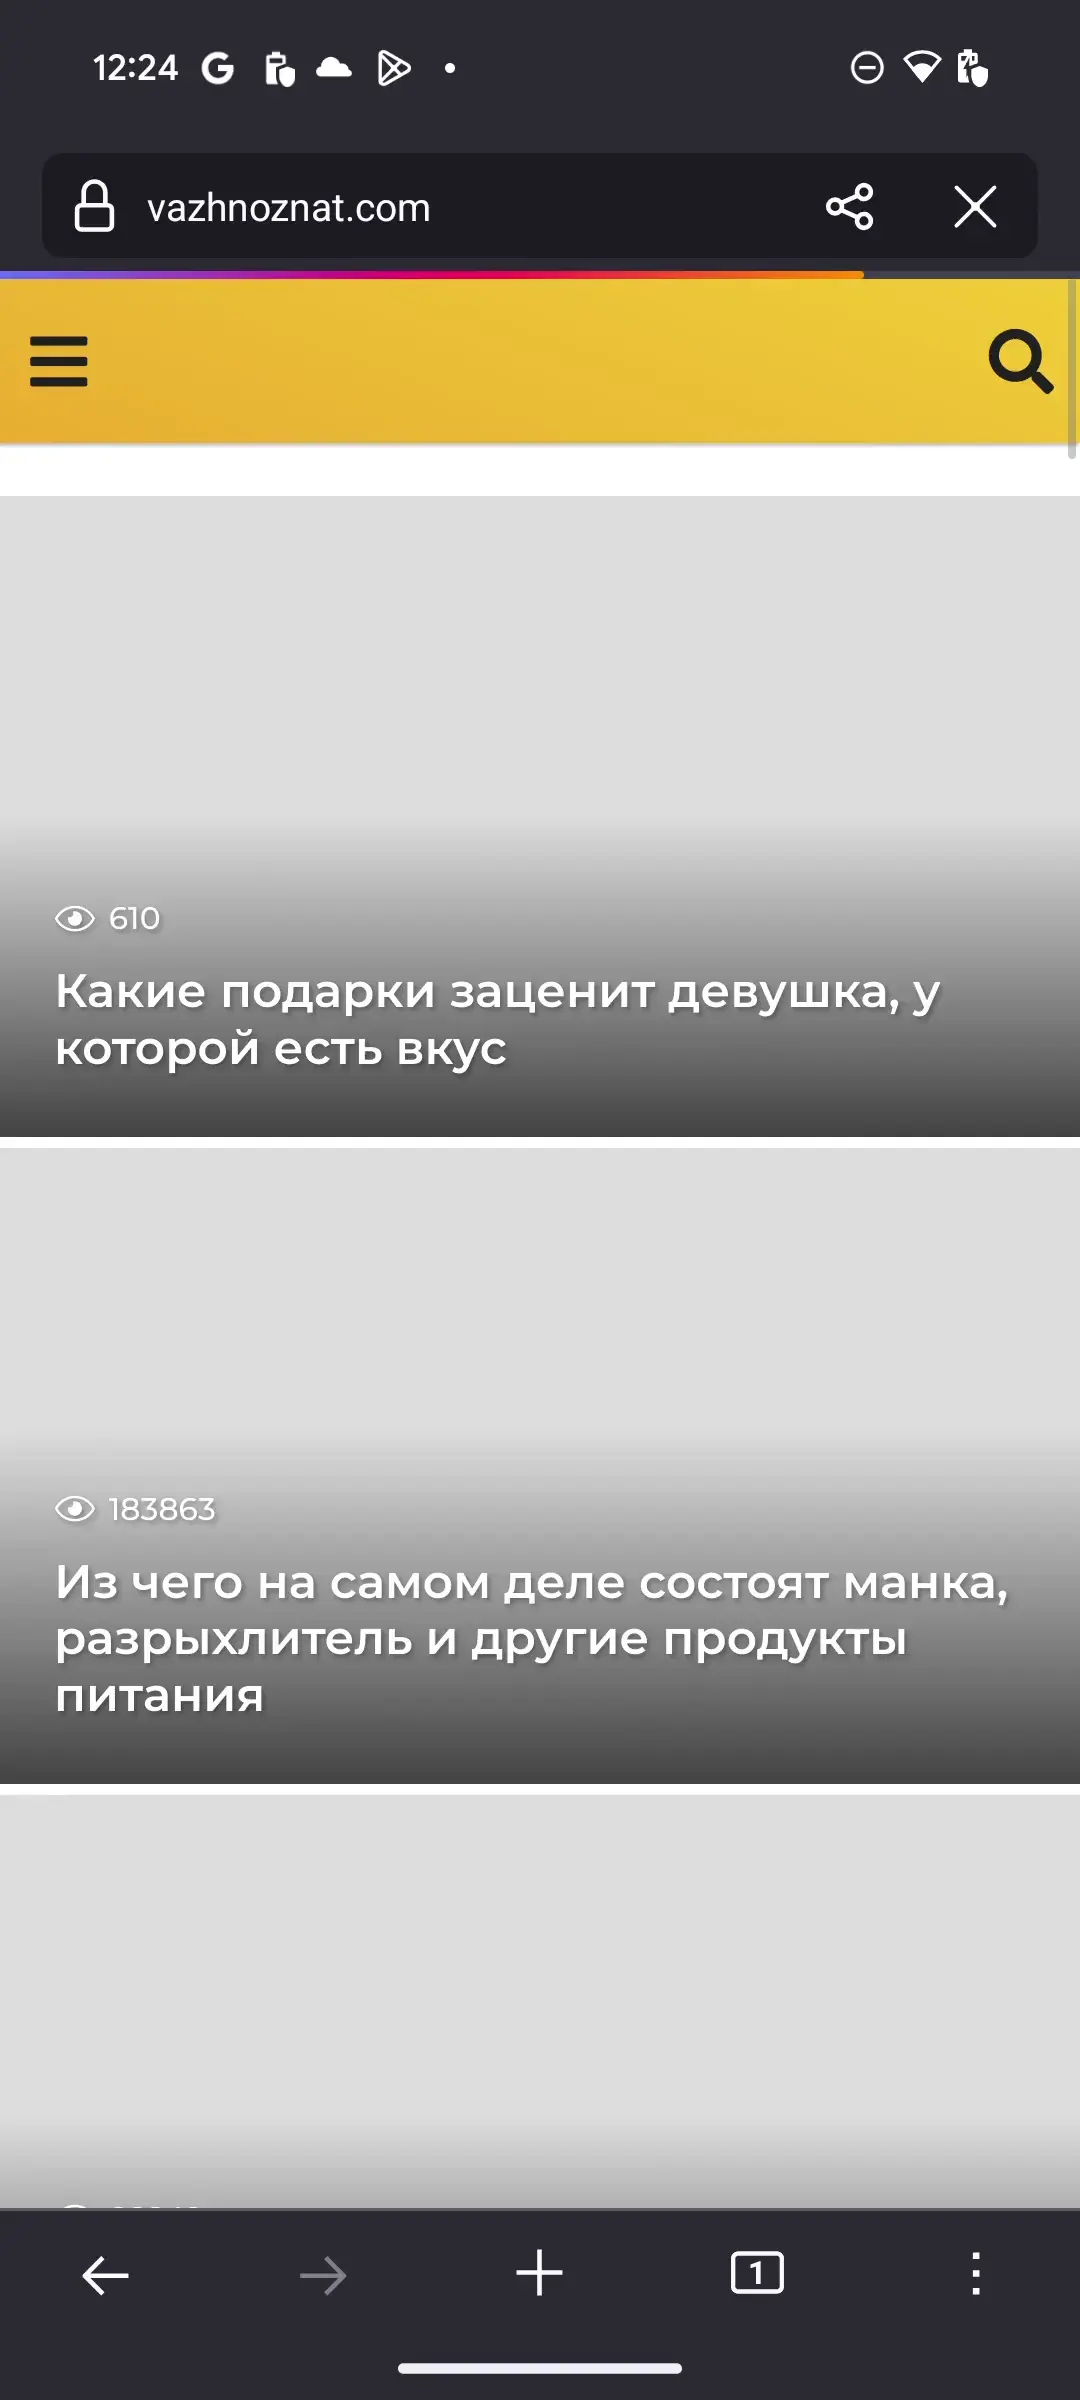 12:24
vazhnoznat.com
610
Какие подарки заценит девушка, у
которой есть вкус
183863
Из чего на самом деле состоят манка,
разрыхлитель и другие продукты
питания
1